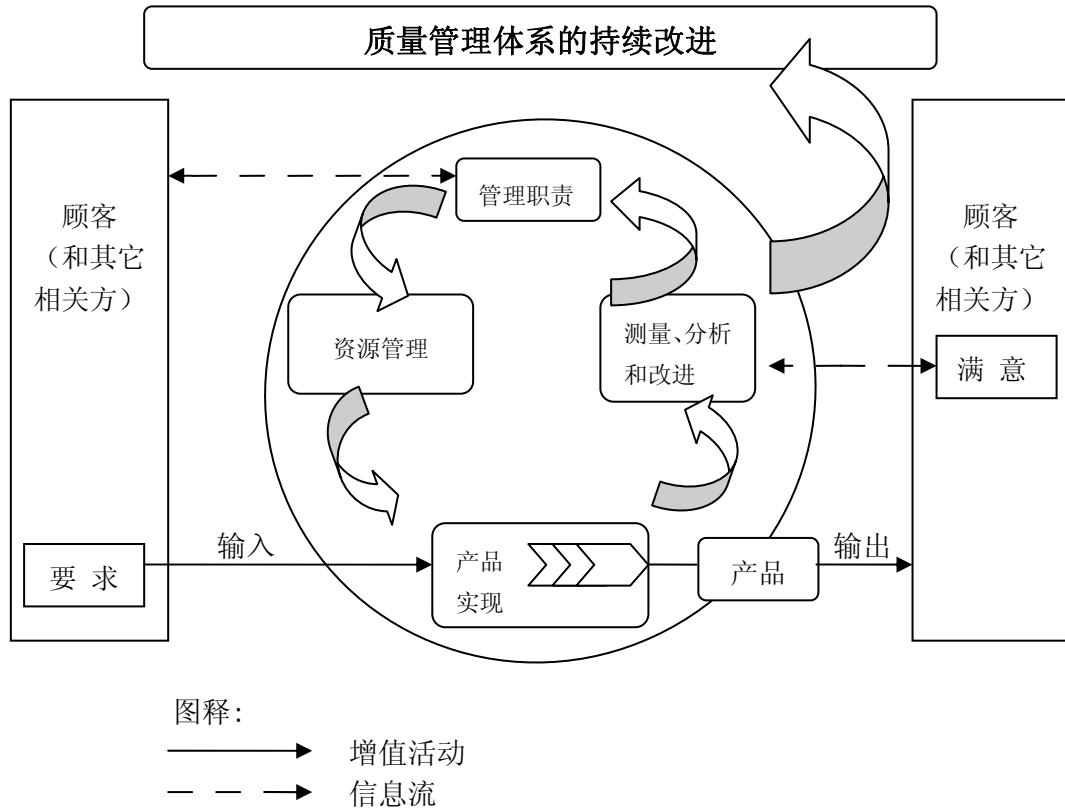 质量管理体系的持续改进
顾客
（和其它
相关方）
管理职责
顾客
（和其它
相关方）
资源管理
测量、分析
和改进
满 意
要 求
输入
产品
实现
产品
输出
图释：
增值活动
信息流